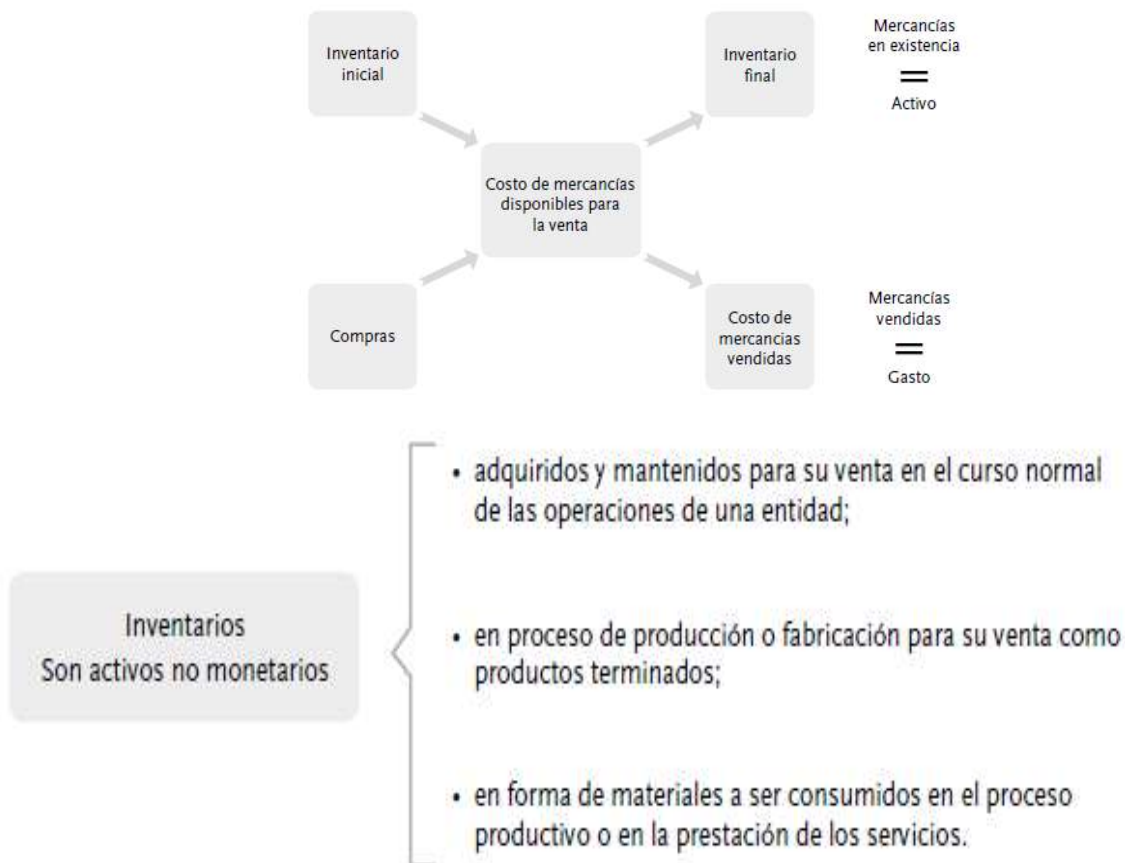 Inventario
inicial
Inventario
final
Mercancías
en existencia
=
Activo
Costo de mercancías
disponibles para
la venta
Compras
Costo de
mercancias
vendidas
Mercancías
vendidas
=
Gasto
Inventarios
Son activos no monetarios
• adquiridos y mantenidos para su venta en el curso normal
de las operaciones de una entidad;
• en proceso de producción o fabricación para su venta como
productos terminados;
• en forma de materiales a ser consumidos en el proceso
productivo o en la prestación de los servicios.